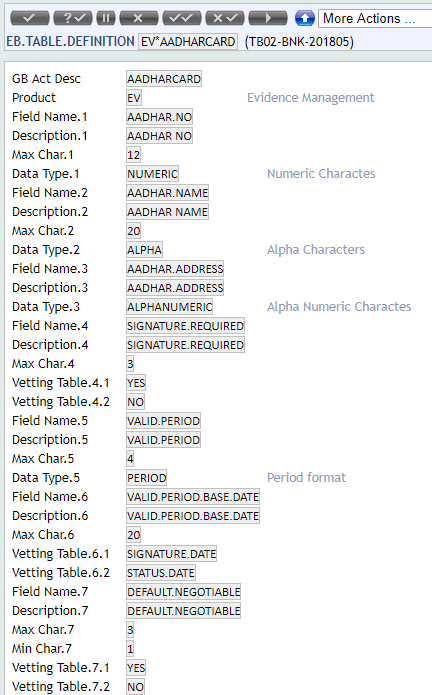 More Actions ...
EB.TABLE.DEFINITION EV*AADHARCARD (TB02-BNK-201805)
GB Act Desc AADHARCARD
Product EV Evidence Management
Field Name.1 AADHAR.NO
Description.1 AADHAR NO
Max Char.1 12
Data Type.1 NUMERIC Numeric Charactes
Field Name.2 AADHAR.NAME
Description.2 AADHAR NAME
Max Char.2 20
Data Type.2 ALPHA Alpha Characters
Field Name.3 AADHAR.ADDRESS
Description.3 AADHAR.ADDRESS
Data Type.3 ALPHANUMERIC Alpha Numeric Charactes
Field Name.4 SIGNATURE.REQUIRED
Description.4 SIGNATURE.REQUIRED
Max Char.4 3
Vetting Table.4.1 YES
Vetting Table.4.2 NO
Field Name.5 VALID.PERIOD
Description.5 VALID.PERIOD
Max Char.5 4
Data Type.5 PERIOD Period format
Field Name.6 VALID.PERIOD.BASE.DATE
Description.6 VALID.PERIOD.BASE.DATE
Max Char.6 20
Vetting Table.6.1 SIGNATURE.DATE
Vetting Table.6.2 STATUS.DATE
Field Name.7 DEFAULT.NEGOTIABLE
Description.7 DEFAULT.NEGOTIABLE
Max Char.7 3
Min Char.7 1
Vetting Table.7.1 YES
Vetting Table.7.2 NO